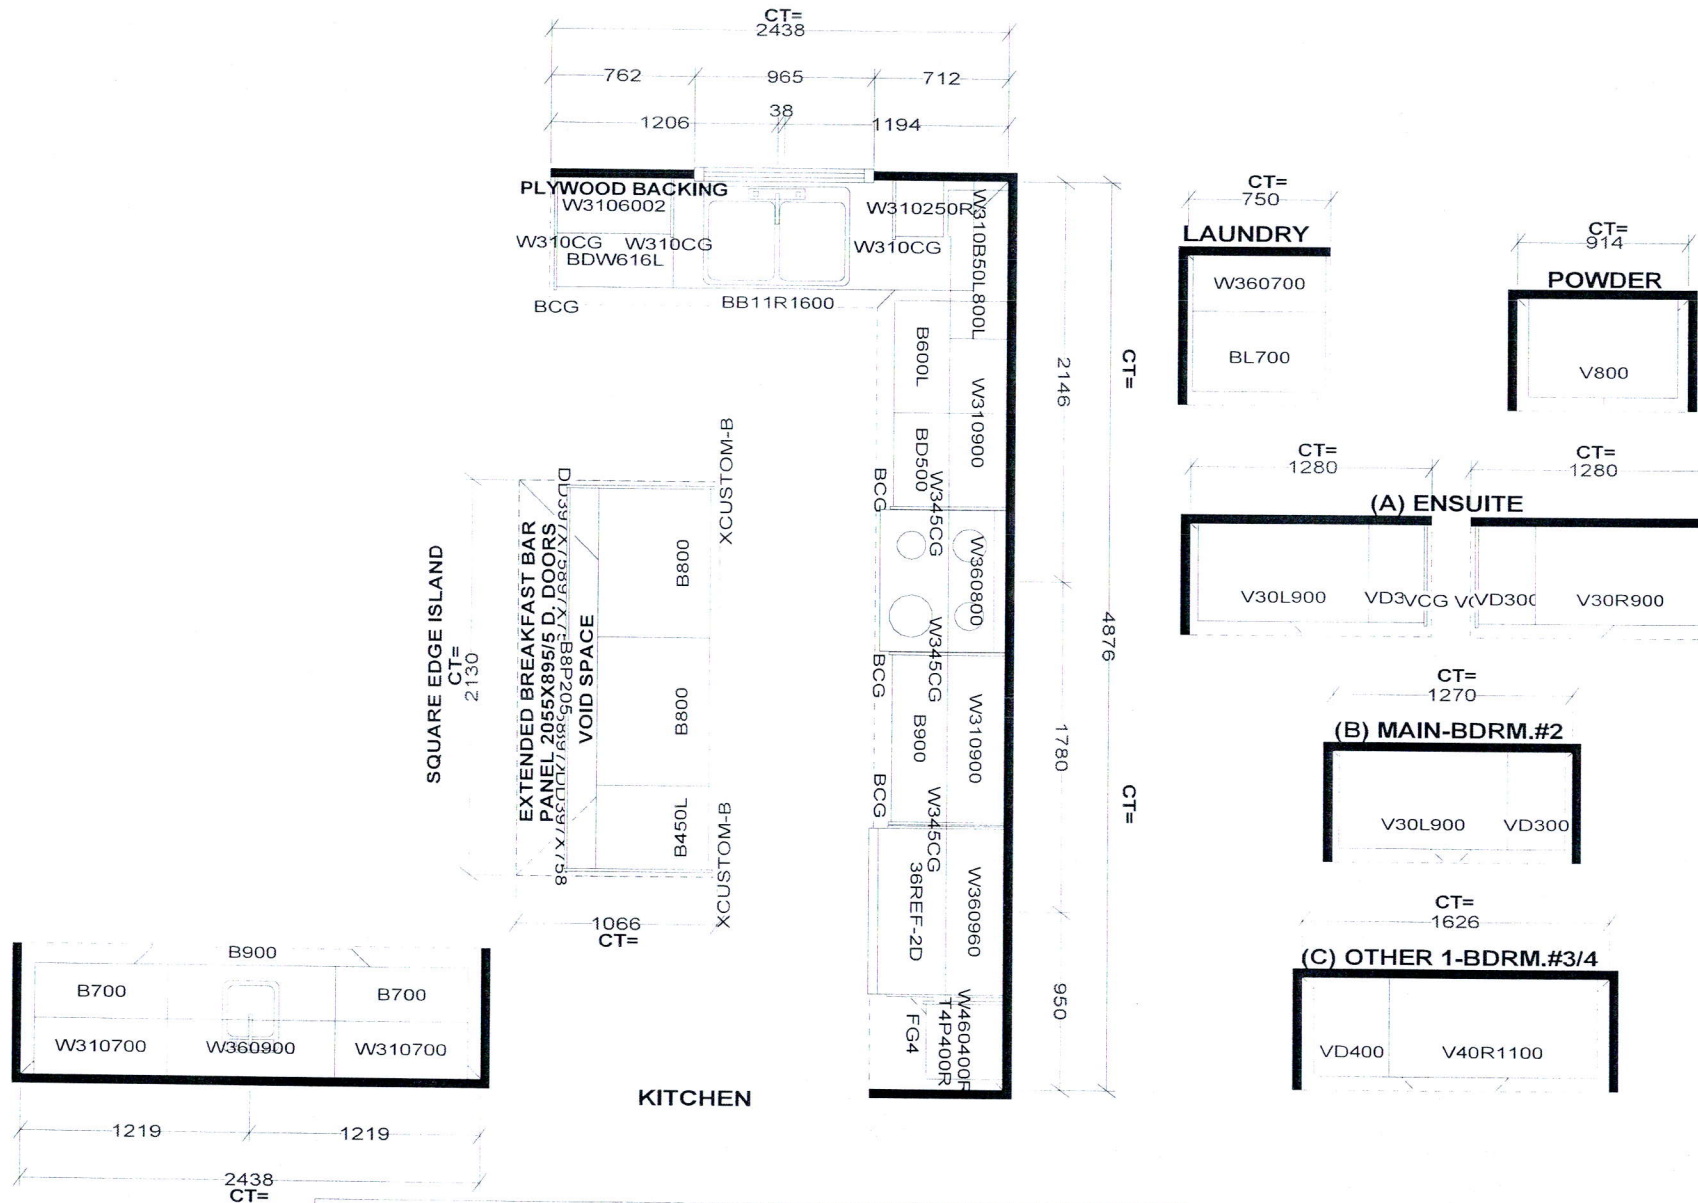 CT=
2438
762
965
712
38
1206
1194
PLYWOOD BACKING
W3106002
W310250R
W310CG
W310CG
W310CG
BDW616L
BCG
BB11R1600
W310B50L800L
B600L
W310900
BD500
BCG
W345CG
W360800
W345CG
BCG
B900
W310900
BCG
W345CG
36REF-2D
W360960
FG4
T4P400R
W460400R
2146
CT=
4876
1780
CT=
950
SQUARE EDGE ISLAND
CT=
2130
EXTENDED BREAKFAST BAR
PANEL 2055X895/5 D. DOORS
B8P205
VOID SPACE
B800
B800
B450L
XCUSTOM-B
XCUSTOM-B
1066
CT=
B900
B700
B700
W310700
W360900
W310700
1219
1219
2438
CT=
KITCHEN
CT=
750
LAUNDRY
W360700
BL700
CT=
914
POWDER
V800
CT=
1280
CT=
1280
(A) ENSUITE
V30L900
VCG
VD300
V30R900
CT=
1270
(B) MAIN-BDRM.#2
V30L900
VD300
CT=
1626
(C) OTHER 1-BDRM.#3/4
VD400
V40R1100